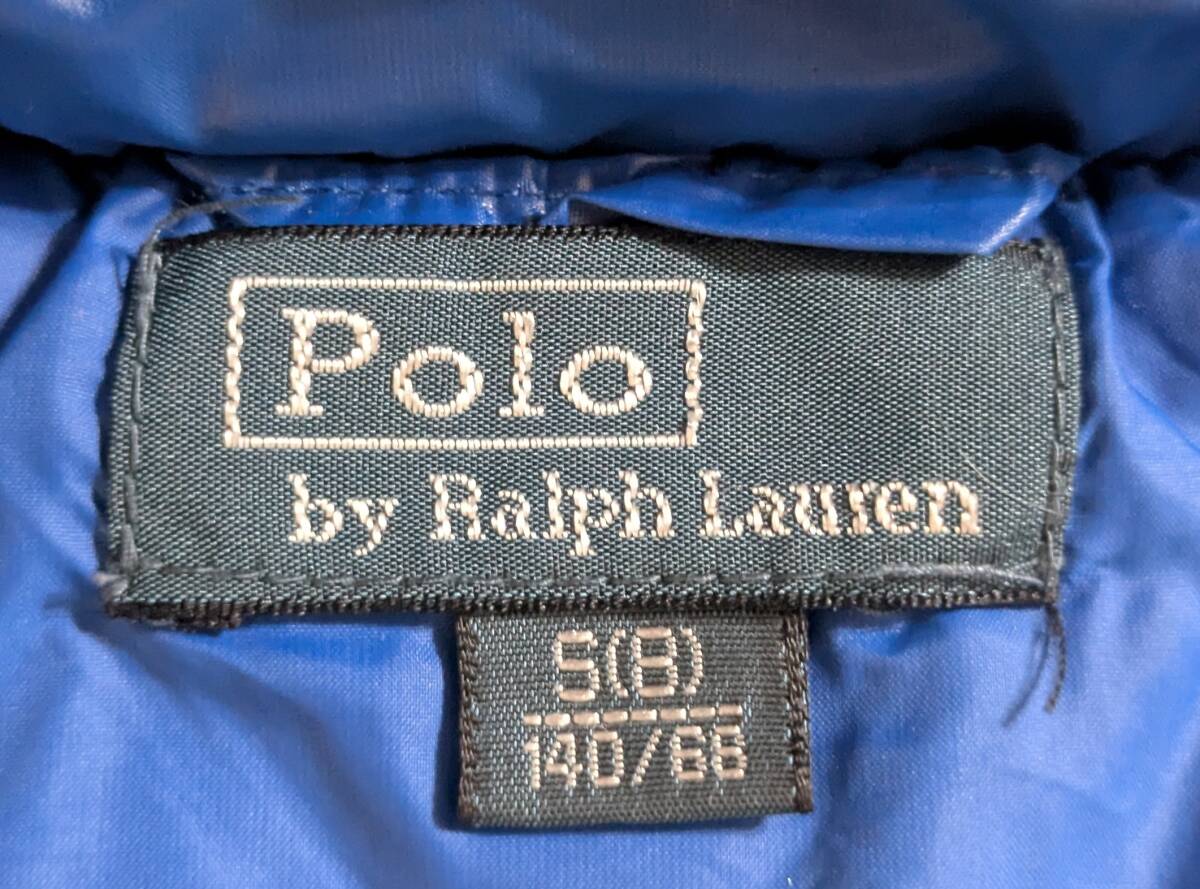 Polo
by Ralph Lauren
S(8)
140/66